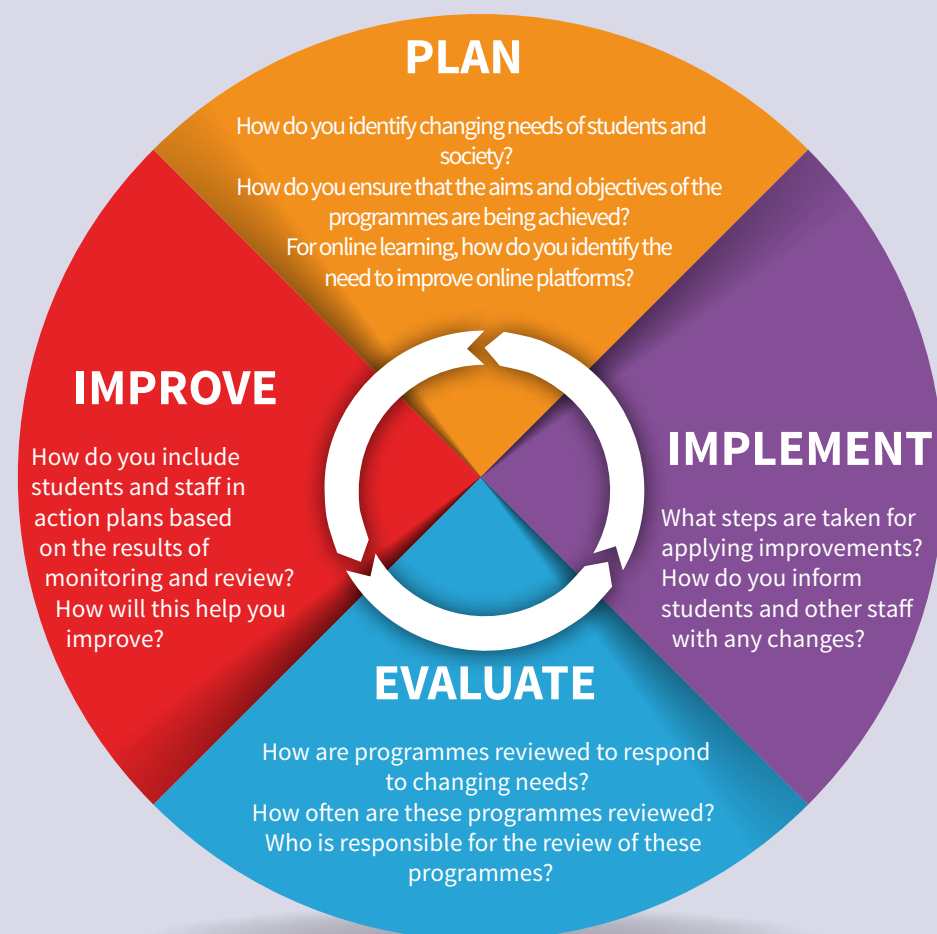 PLAN
How do you identify changing needs of students and
society?
How do you ensure that the aims and objectives of the
programmes are being achieved?
For online learning, how do you identify the
need to improve online platforms?
IMPLEMENT
What steps are taken for
applying improvements?
How do you inform
students and other staff
with any changes?
EVALUATE
How are programmes reviewed to respond
to changing needs?
How often are these programmes reviewed?
Who is responsible for the review of these
programmes?
IMPROVE
How do you include
students and staff in
action plans based
on the results of
monitoring and review?
How will this help you
improve?